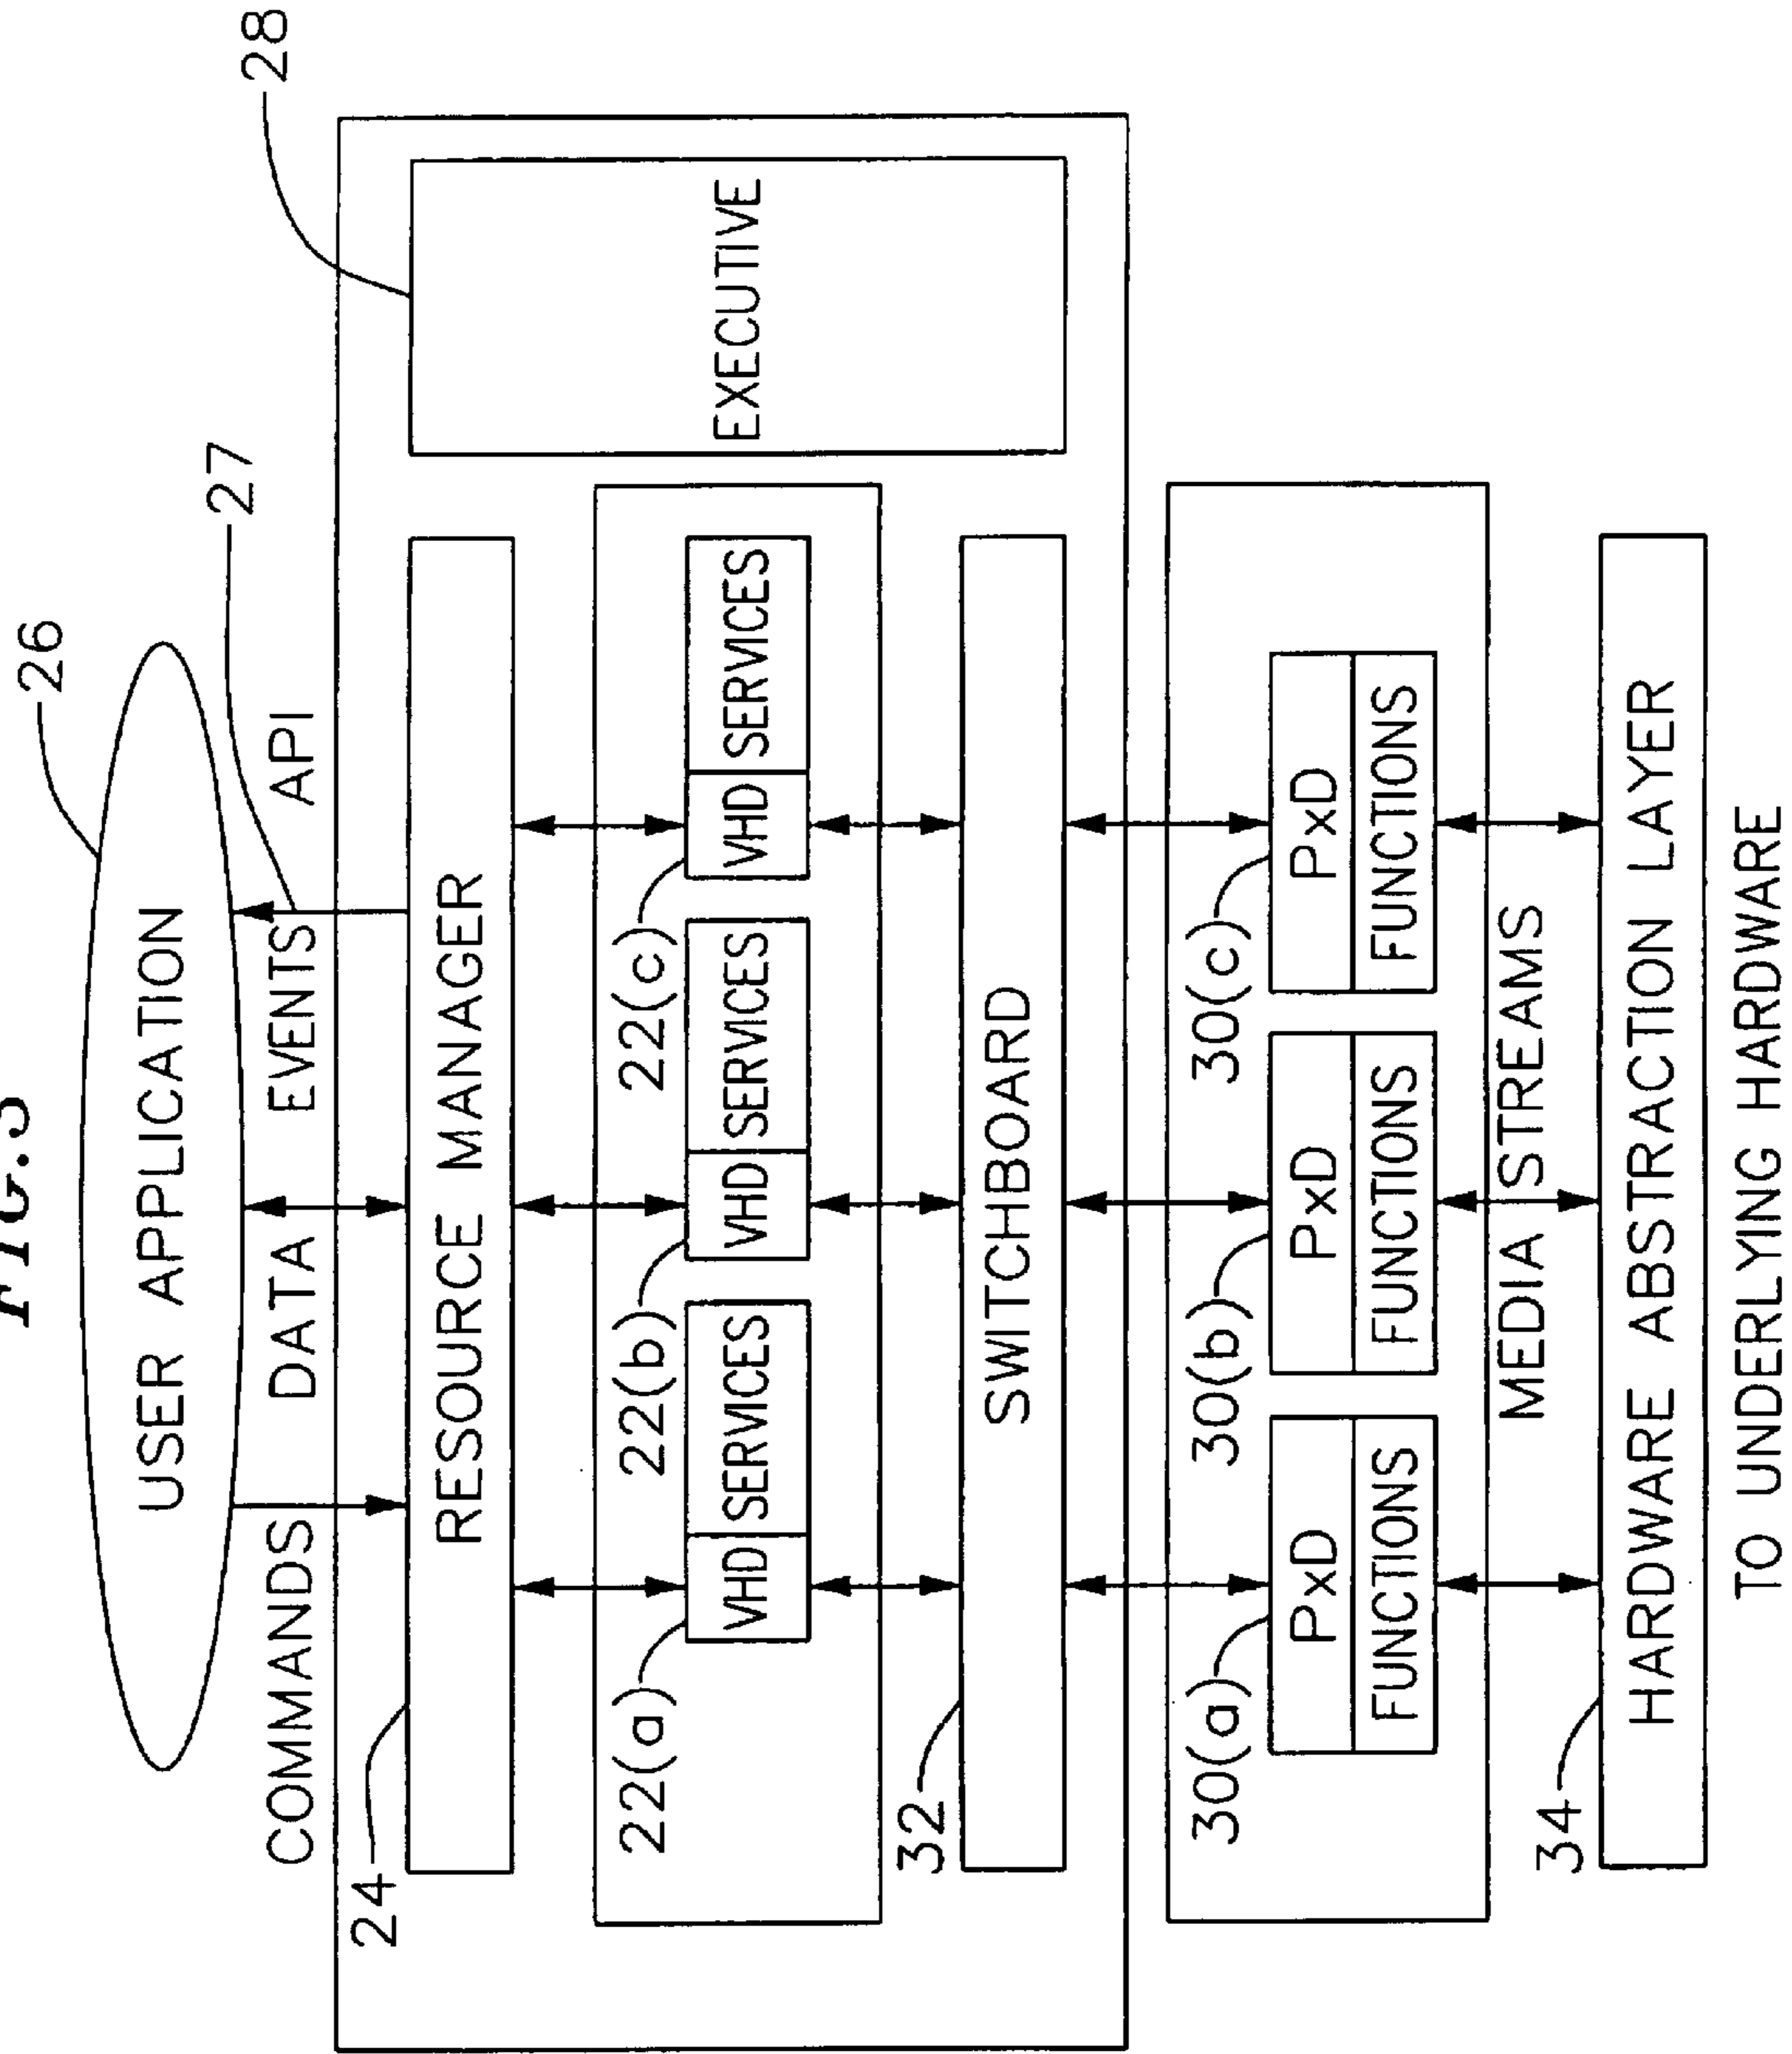 FIG.3
26
USER APPLICATION
27
28
COMMANDS
DATA
EVENTS
API
24
RESOURCE MANAGER
EXECUTIVE
22(a)
22(b)
22(c)
VHD SERVICES
VHD SERVICES
VHD SERVICES
32
SWITCHBOARD
30(a)
30(b)
30(c)
PxD
PxD
PxD
FUNCTIONS
FUNCTIONS
FUNCTIONS
MEDIA STREAMS
34
HARDWARE ABSTRACTION LAYER
TO UNDERLYING HARDWARE